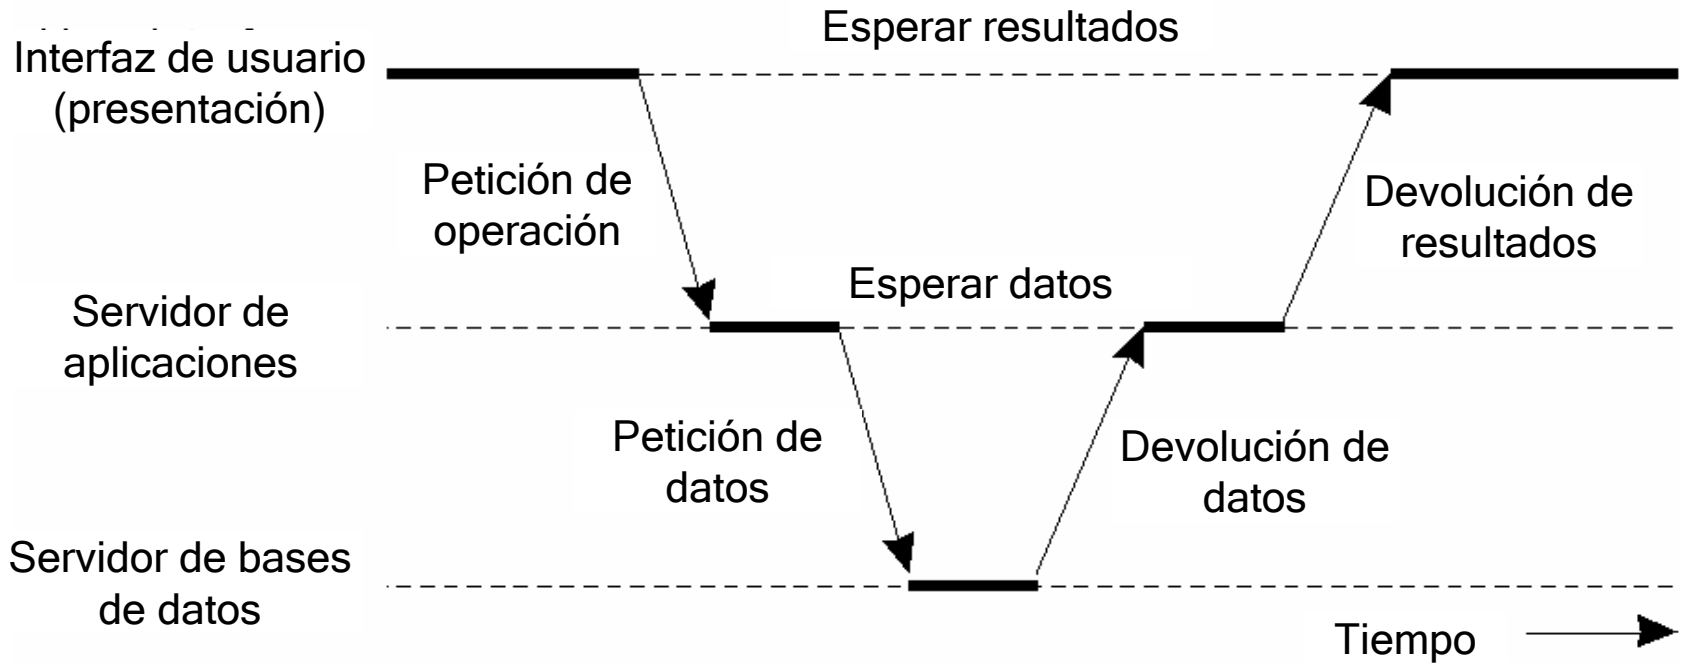 Esperar resultados
Interfaz de usuario
(presentación)
Petición de
operación
Devolución de
resultados
Esperar datos
Servidor de
aplicaciones
Petición de
datos
Devolución de
datos
Servidor de bases
de datos
Tiempo